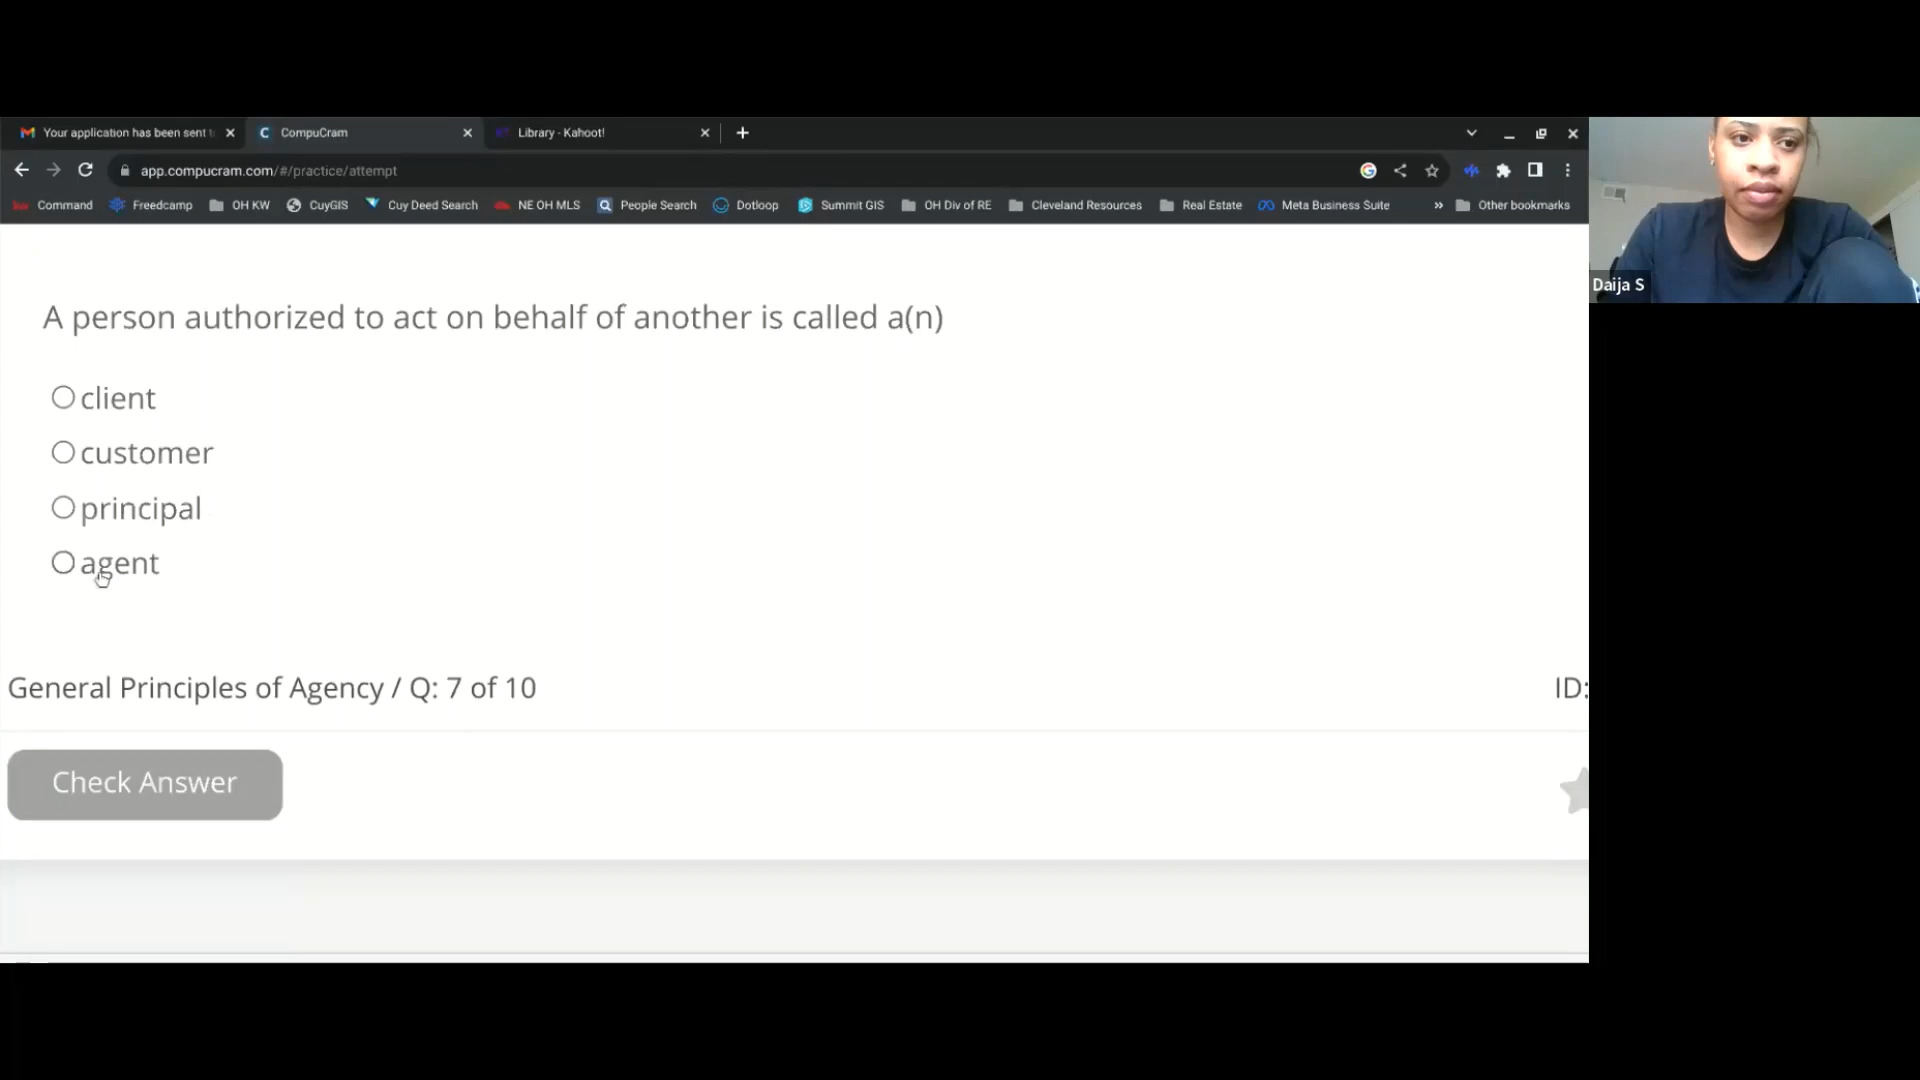 Your application has been sent t
CompuCram
Library - Kahoot!
app.compucram.com/#/practice/attempt
kw Command Freedcamp OH KW CuyGIS Cuy Deed Search NE OH MLS People Search Dotloop Summit GIS OH Div of RE Cleveland Resources Real Estate Meta Business Suite » Other bookmarks
Daija S
A person authorized to act on behalf of another is called a(n)
client
customer
principal
agent
General Principles of Agency / Q: 7 of 10
ID:
Check Answer